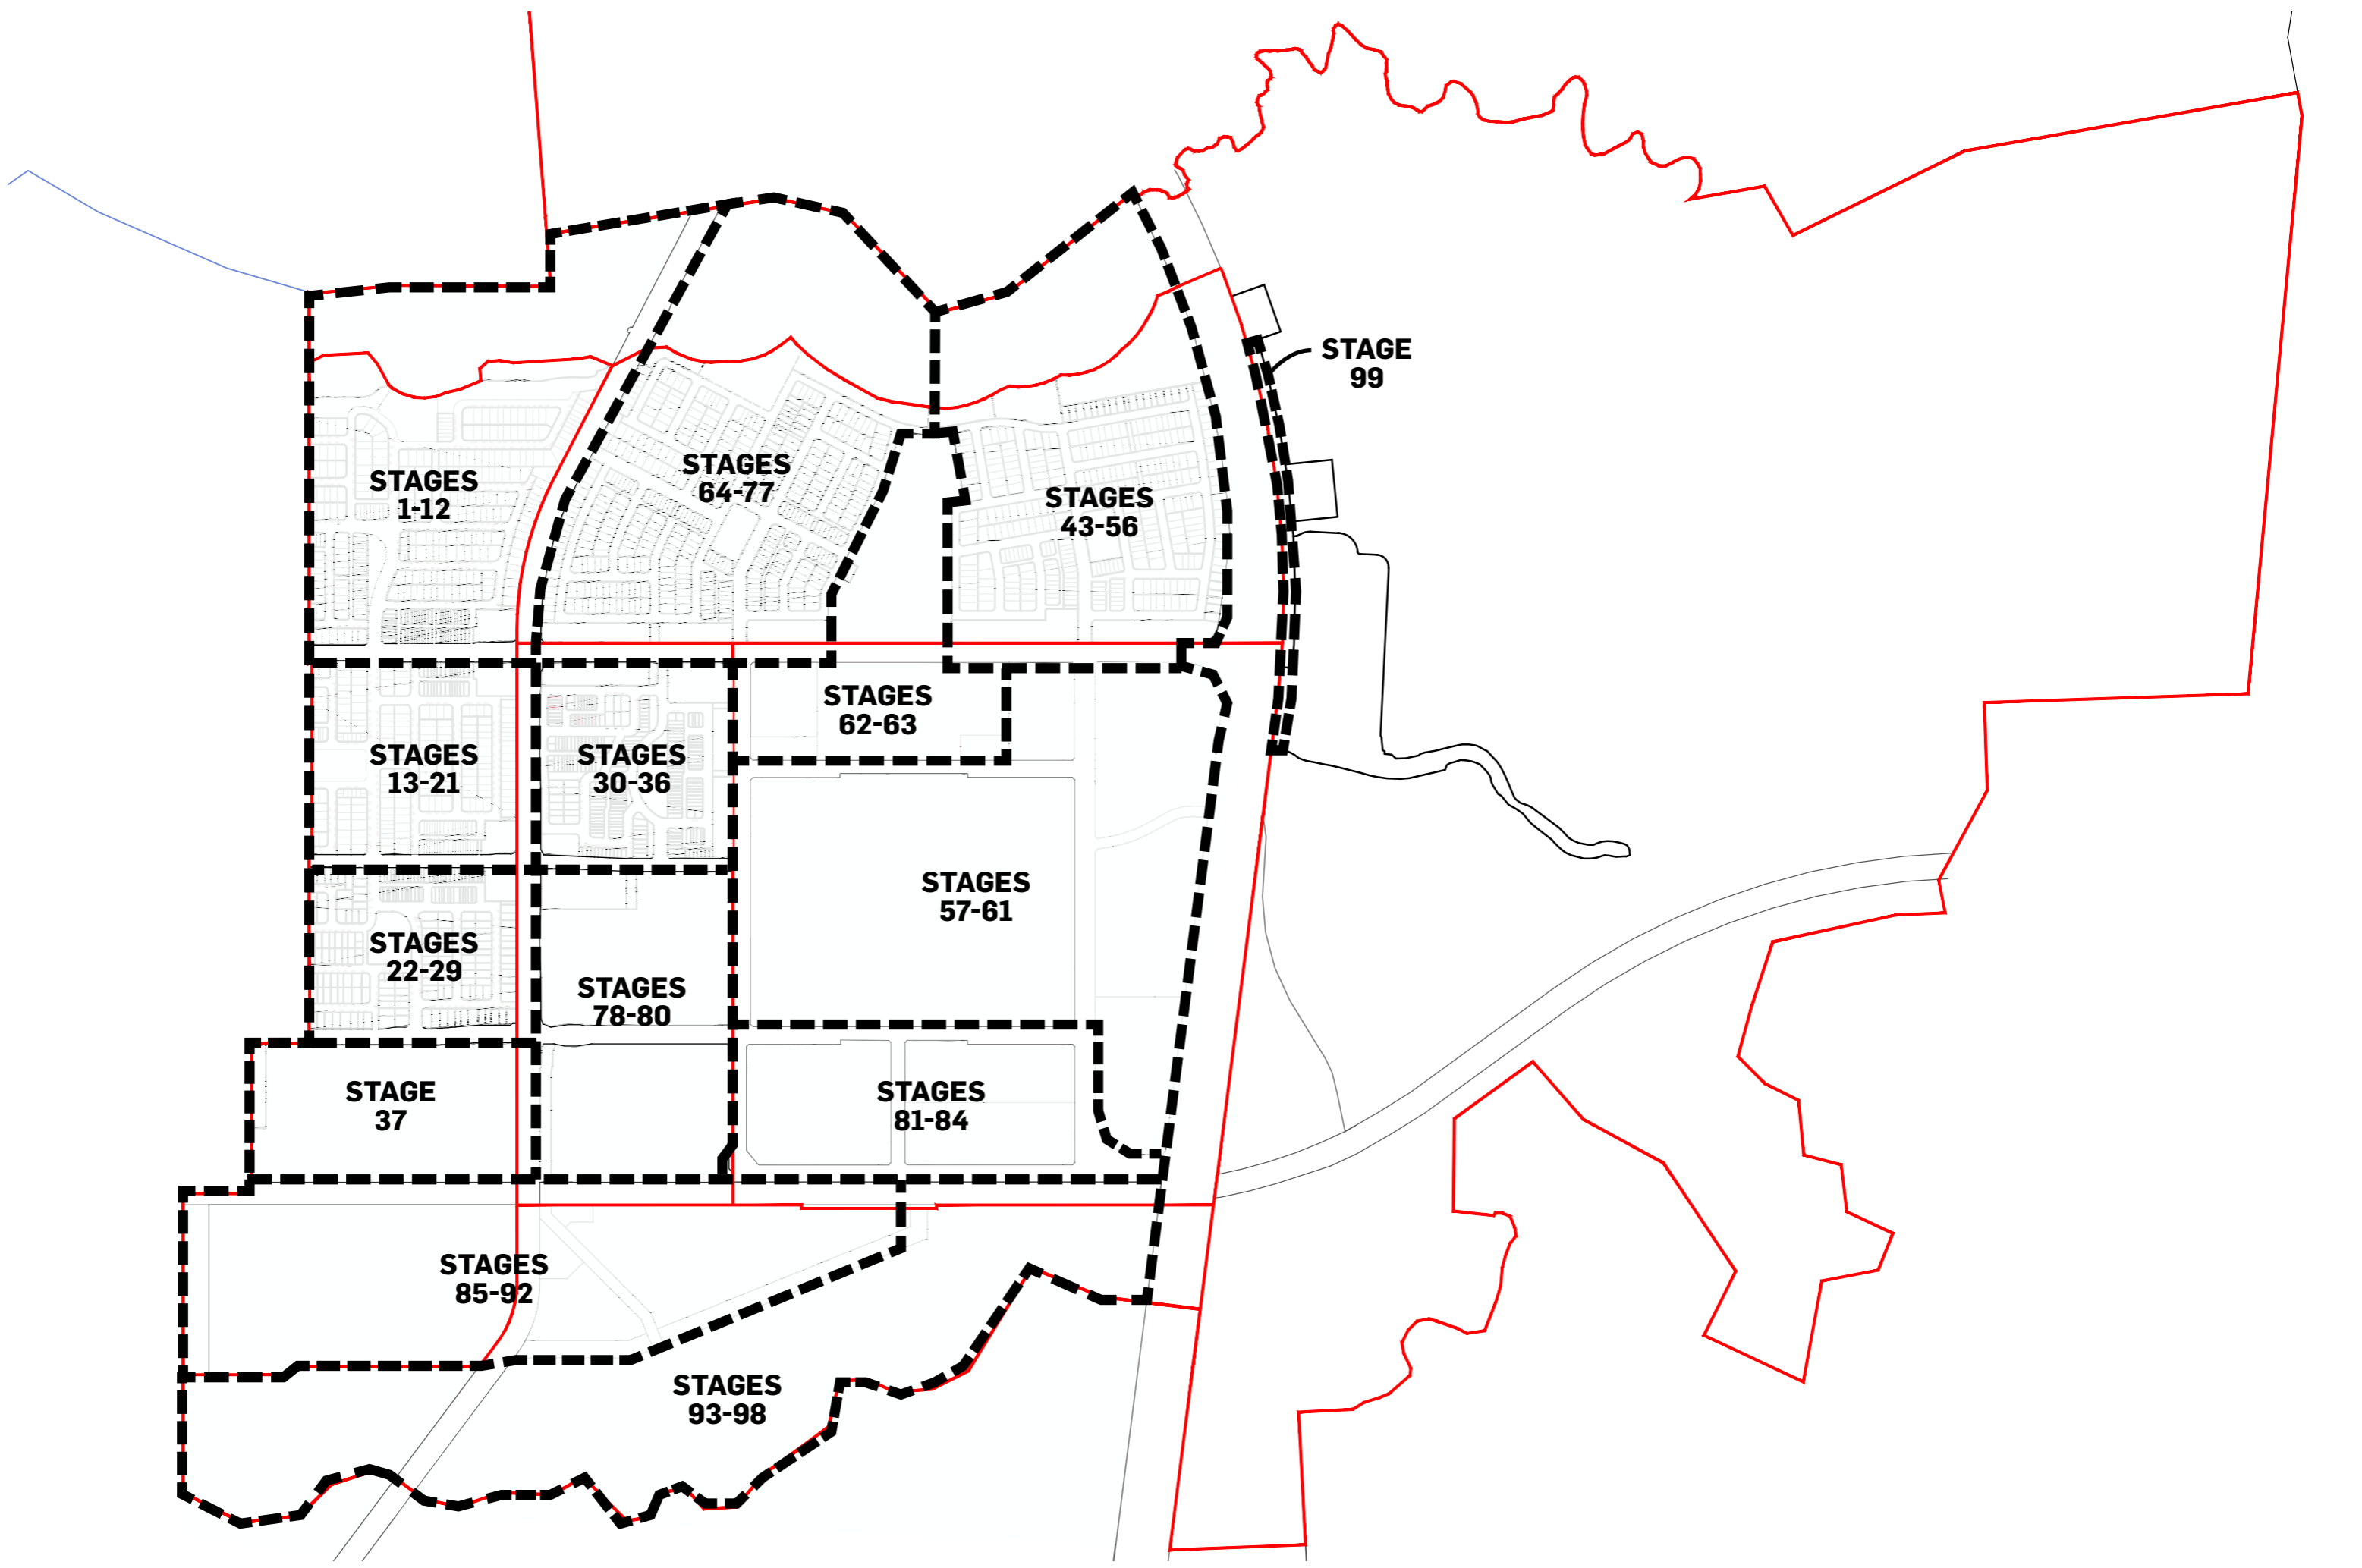 STAGE
99
STAGES
64-77
STAGES
1-12
STAGES
43-56
STAGES
62-63
STAGES
13-21
STAGES
30-36
STAGES
57-61
STAGES
22-29
STAGES
78-80
STAGE
37
STAGES
81-84
STAGES
85-92
STAGES
93-98